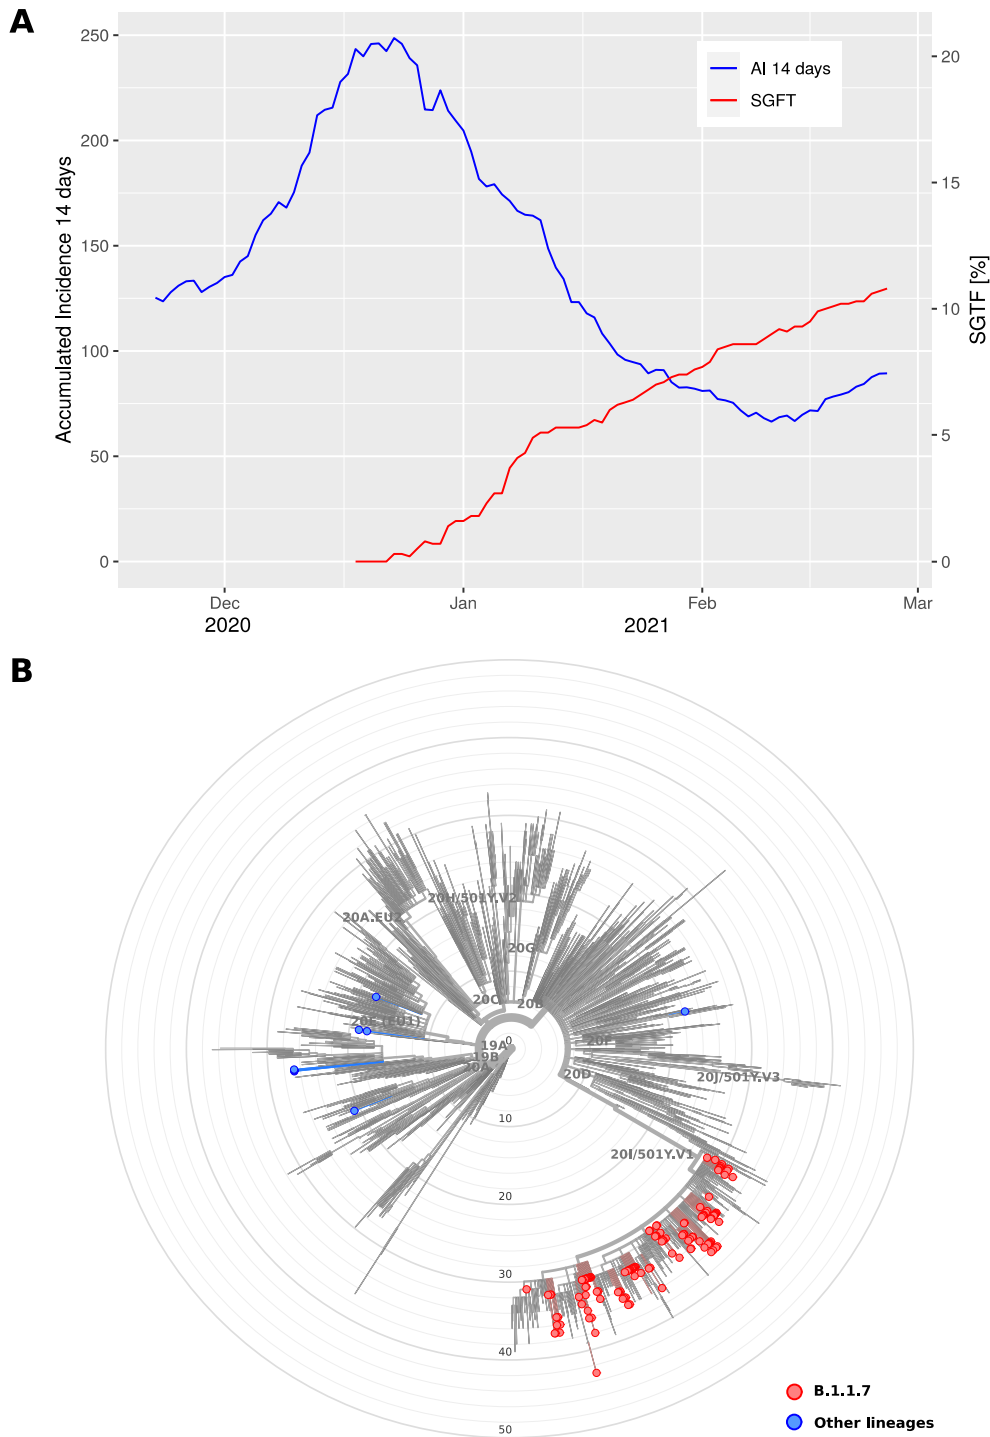 A
250
200
150
100
50
0
Accumulated Incidence 14 days
AI 14 days
SGFT
20
15
10
5
0
SGTF [%]
Dec
Jan
Feb
Mar
2020
2021
B
20H/501Y.V2
20A.EU2
20G
20C
20B
20E (EU1)
20F
19A
0
19B
20A
20D
20J/501Y.V3
10
20I/501Y.V1
20
30
40
50
B.1.1.7
Other lineages